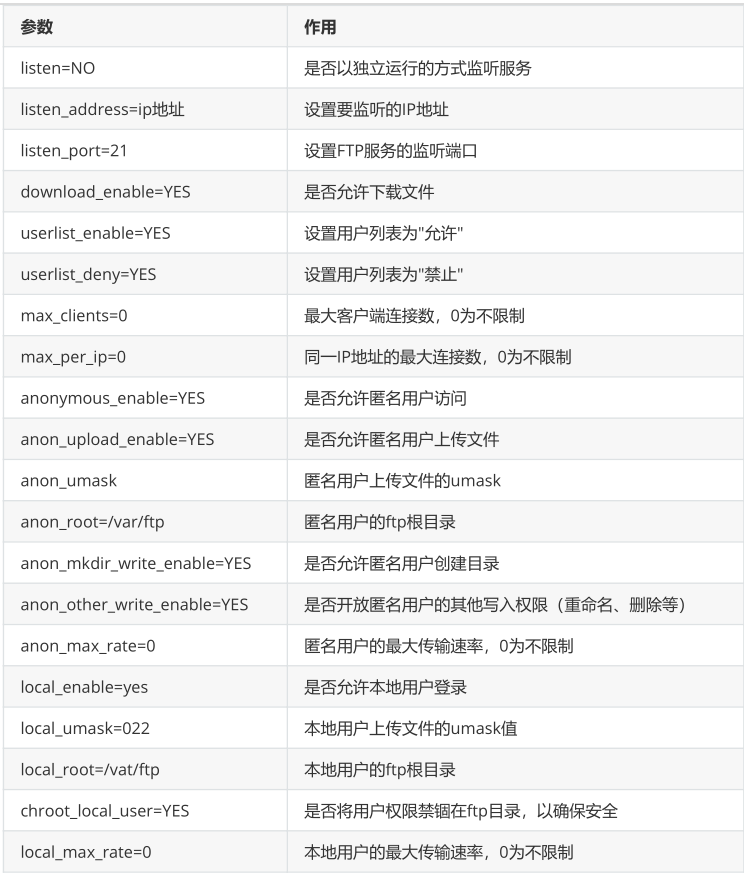 参数 作用
listen=NO 是否以独立运行的方式监听服务
listen_address=ip地址 设置要监听的IP地址
listen_port=21 设置FTP服务的监听端口
download_enable=YES 是否允许下载文件
userlist_enable=YES 设置用户列表为"允许"
userlist_deny=YES 设置用户列表为"禁止"
max_clients=0 最大客户端连接数，0为不限制
max_per_ip=0 同一IP地址的最大连接数，0为不限制
anonymous_enable=YES 是否允许匿名用户访问
anon_upload_enable=YES 是否允许匿名用户上传文件
anon_umask 匿名用户上传文件的umask
anon_root=/var/ftp 匿名用户的ftp根目录
anon_mkdir_write_enable=YES 是否允许匿名用户创建目录
anon_other_write_enable=YES 是否开放匿名用户的其他写入权限（重命名、删除等）
anon_max_rate=0 匿名用户的最大传输速率，0为不限制
local_enable=yes 是否允许本地用户登录
local_umask=022 本地用户上传文件的umask值
local_root=/vat/ftp 本地用户的ftp根目录
chroot_local_user=YES 是否将用户权限禁锢在ftp目录，以确保安全
local_max_rate=0 本地用户的最大传输速率，0为不限制